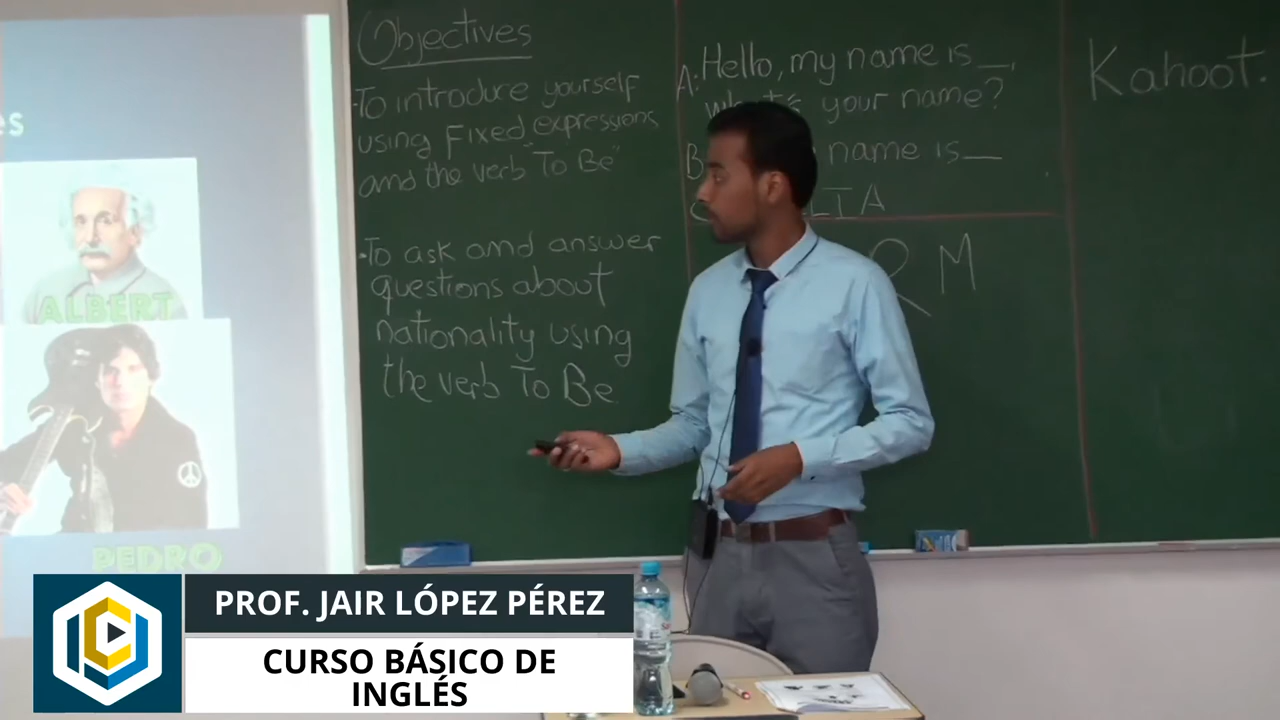 es
ALBERT
PEDRO
Objectives
-To introduce yourself
using Fixed expressions
and the verb "To Be"
-To ask and answer
questions about
nationality using
the verb To Be
A: Hello, my name is __,
your name?
B name is __
LIA
R M
Kahoot.
PROF. JAIR LÓPEZ PÉREZ
CURSO BÁSICO DE
INGLÉS